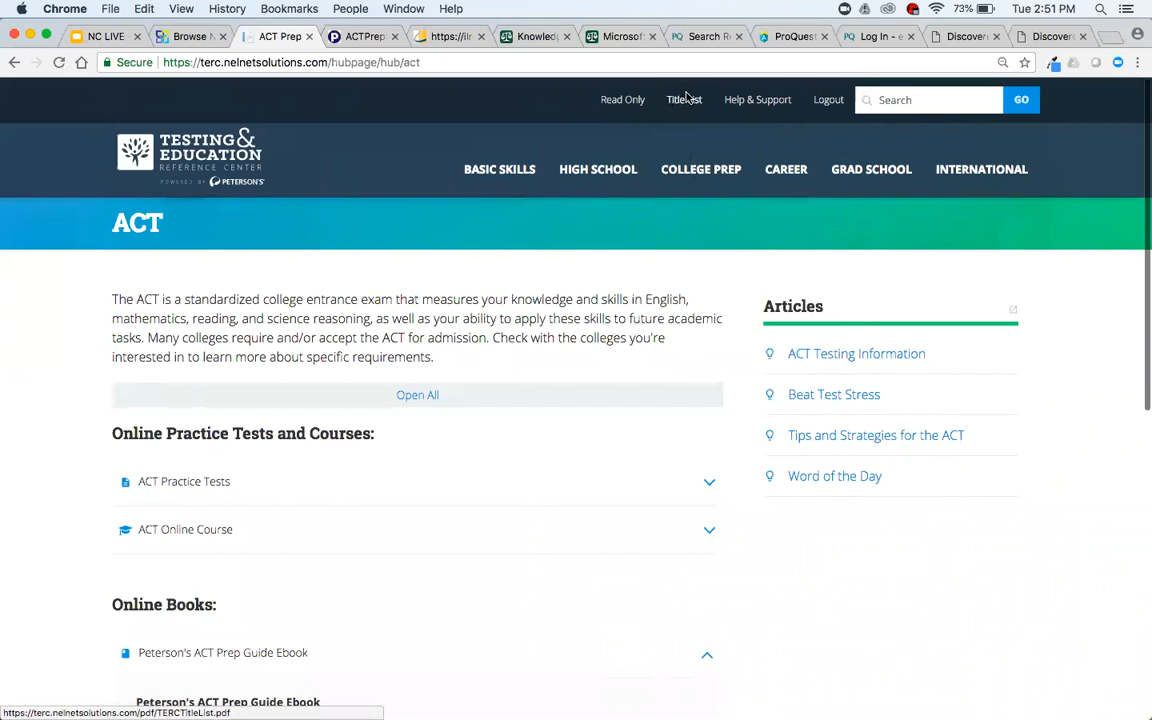 Chrome File Edit View History Bookmarks People Window Help 73% Tue 2:51 PM
NC LIVE Browse N ACT Prep ACTPrep https://ilr Knowledg Microsof Search Re ProQuest Log In - e Discover Discover
Secure https://terc.nelnetsolutions.com/hubpage/hub/act
Read Only Title List Help & Support Logout Search GO
TESTING &
EDUCATION
REFERENCE CENTER
POWERED BY PETERSON'S
BASIC SKILLS HIGH SCHOOL COLLEGE PREP CAREER GRAD SCHOOL INTERNATIONAL
ACT
The ACT is a standardized college entrance exam that measures your knowledge and skills in English,
mathematics, reading, and science reasoning, as well as your ability to apply these skills to future academic
tasks. Many colleges require and/or accept the ACT for admission. Check with the colleges you're
interested in to learn more about specific requirements.
Open All
Online Practice Tests and Courses:
ACT Practice Tests
ACT Online Course
Online Books:
Peterson's ACT Prep Guide Ebook
Peterson's ACT Prep Guide Ebook
Articles
ACT Testing Information
Beat Test Stress
Tips and Strategies for the ACT
Word of the Day
https://terc.nelnetsolutions.com/pdf/TERCTitleList.pdf